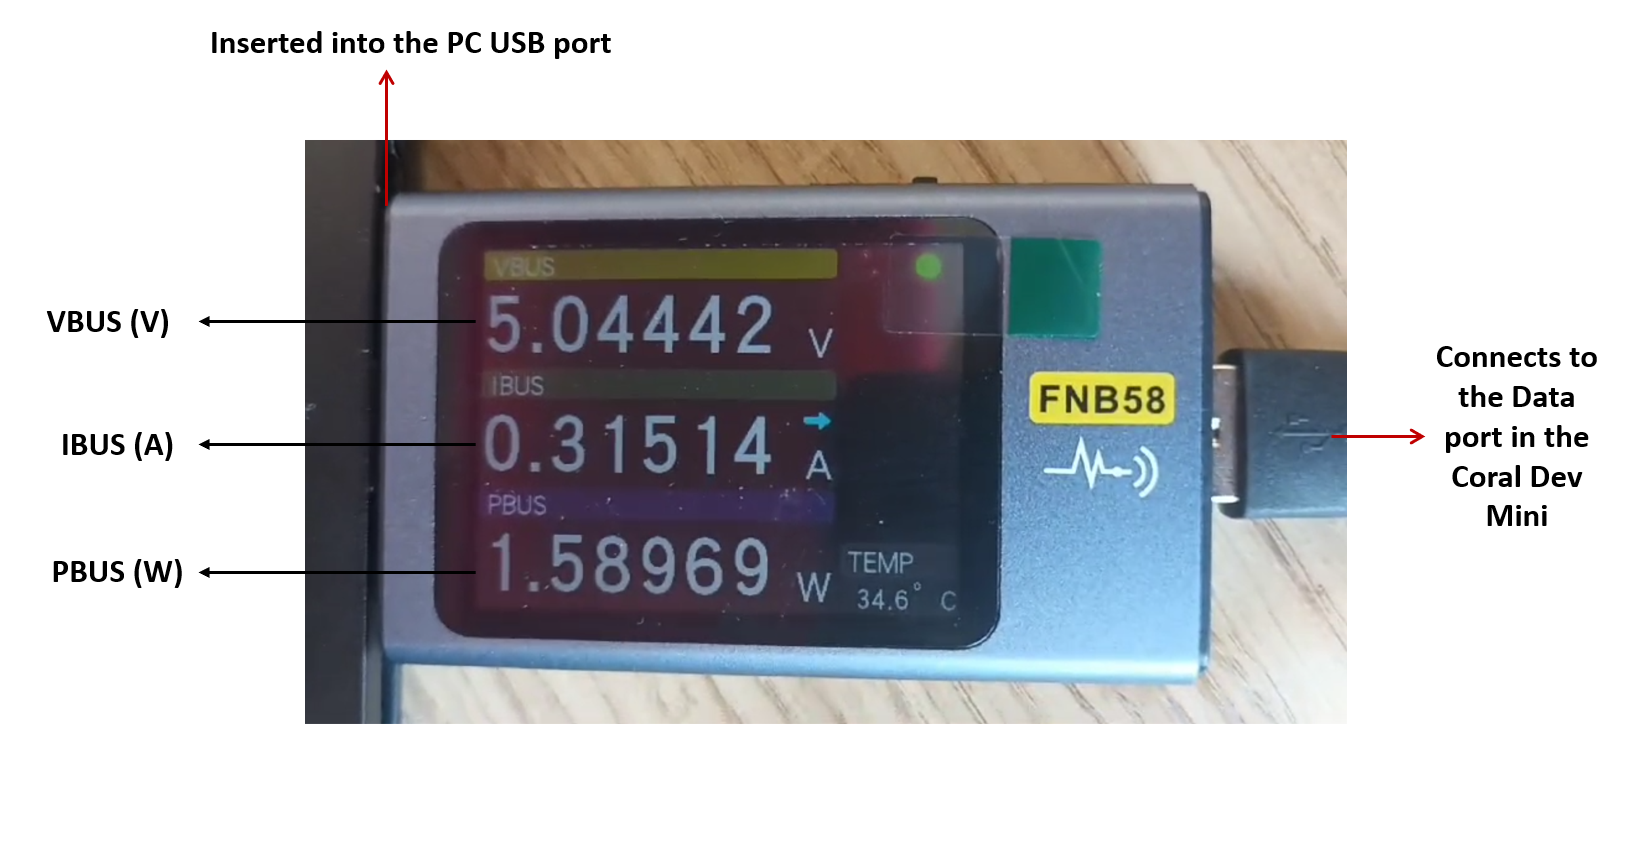 Inserted into the PC USB port
VBUS
5.04442 V
VBUS (V)
IBUS
0.31514 A
IBUS (A)
PBUS
1.58969 W
PBUS (W)
TEMP
34.6° C
FNB58
Connects to
the Data
port in the
Coral Dev
Mini